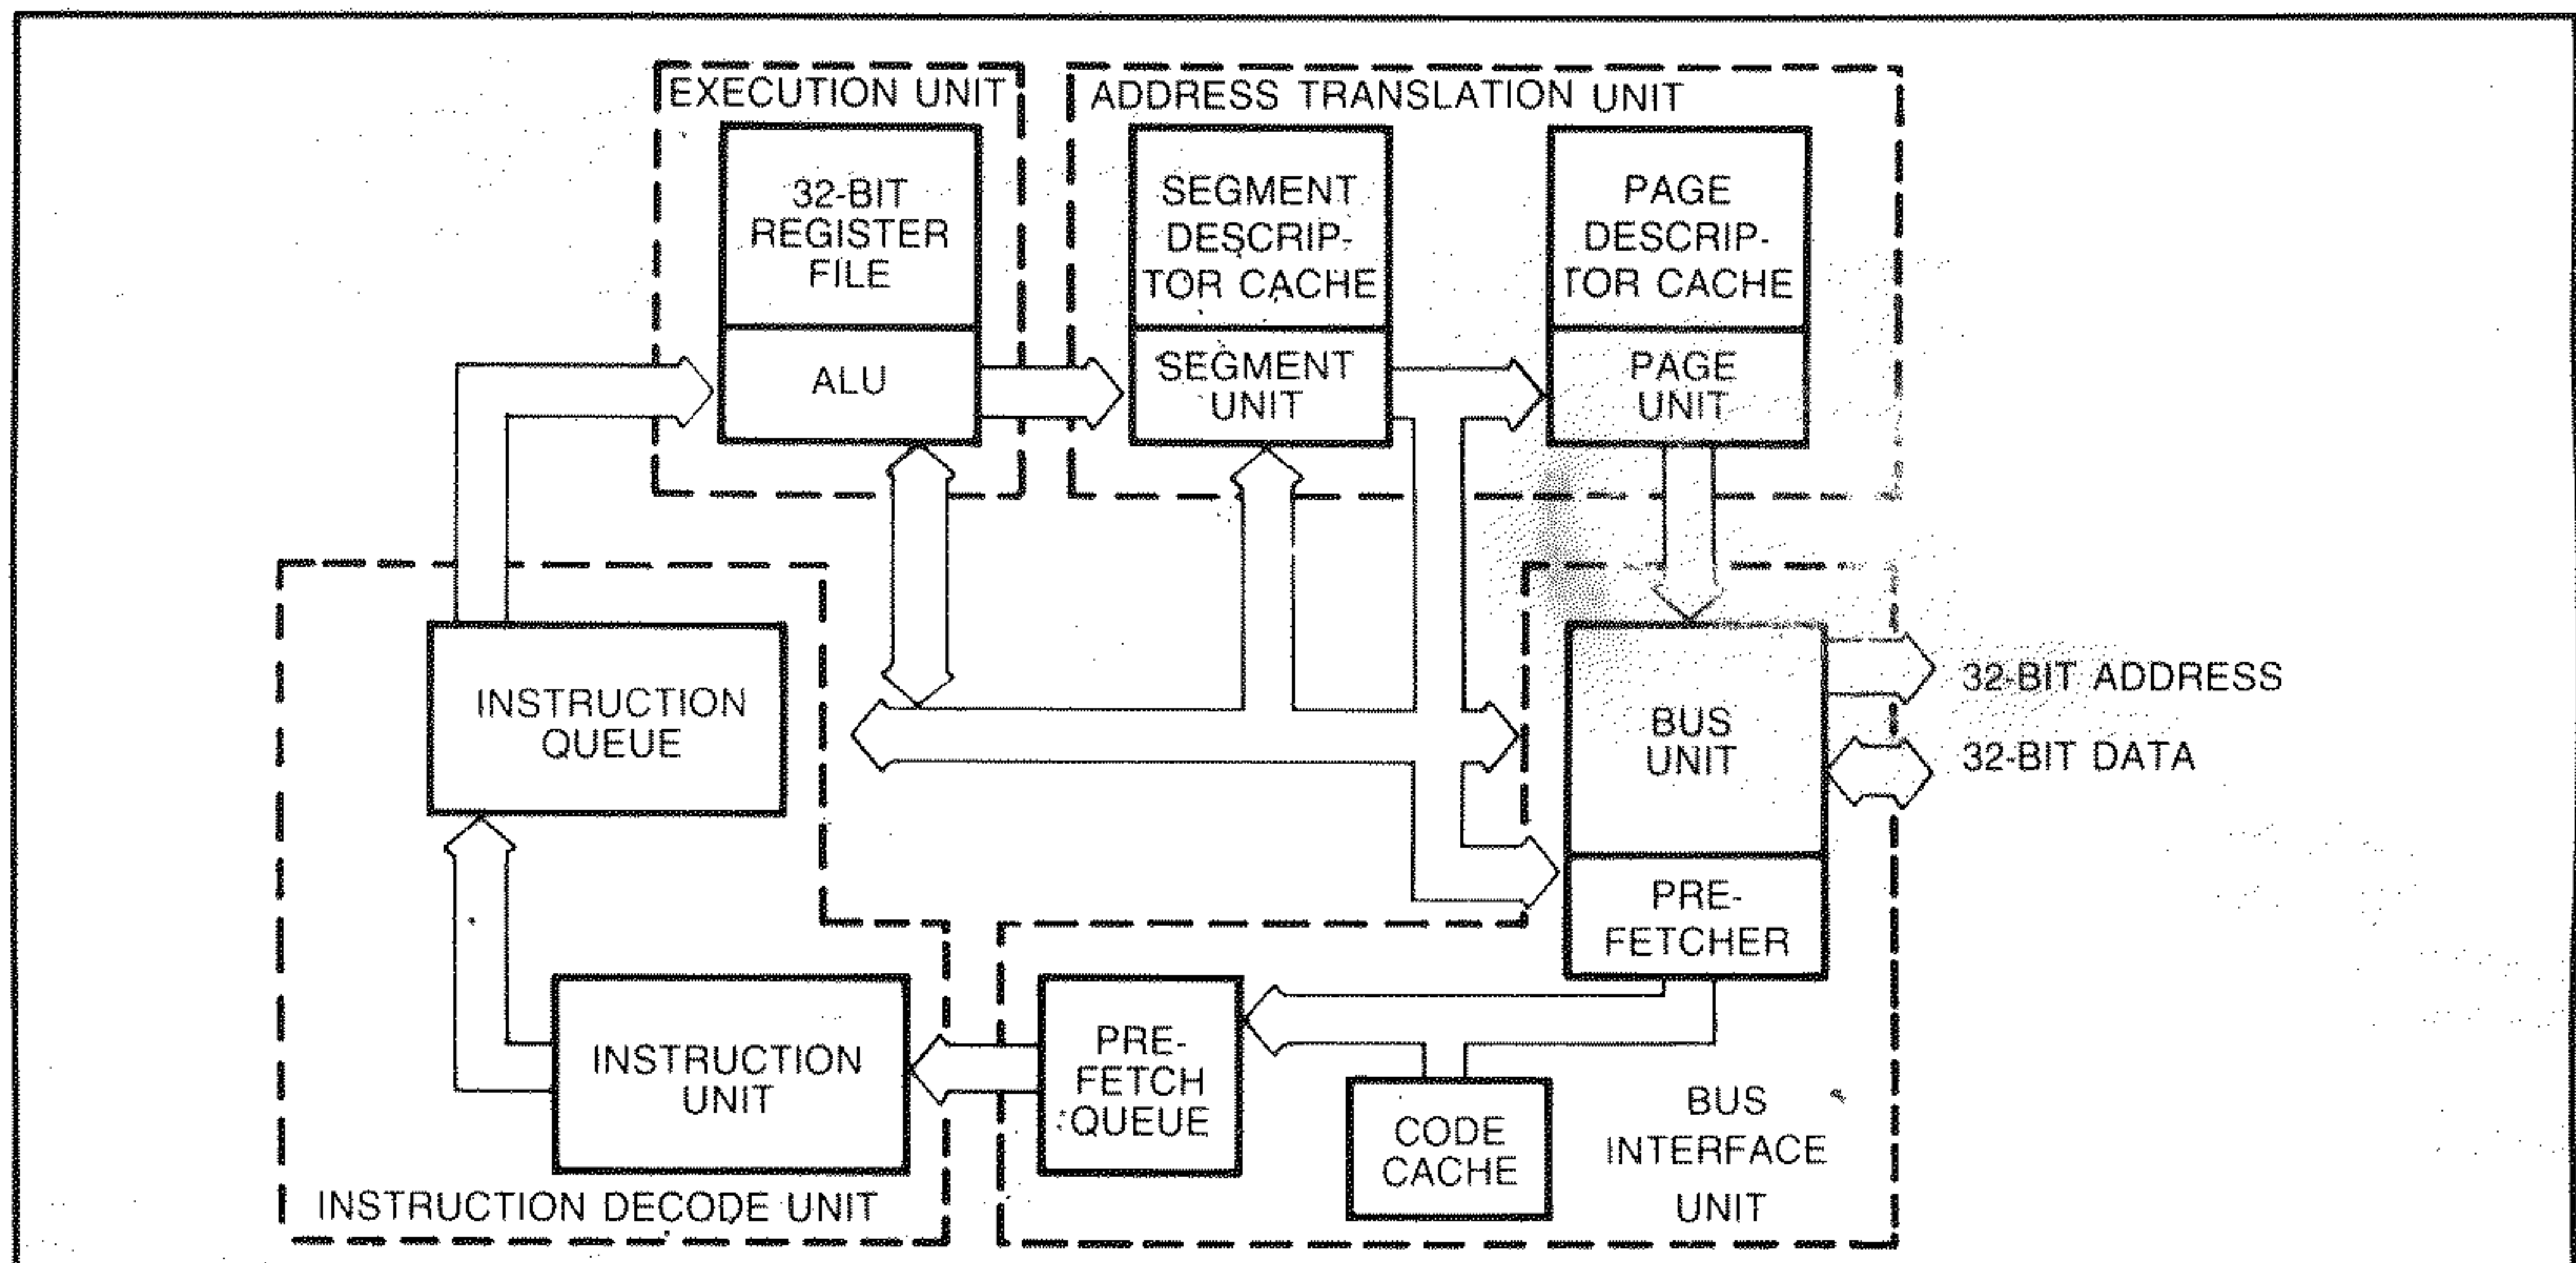 EXECUTION UNIT
ADDRESS TRANSLATION UNIT
32-BIT
REGISTER
FILE
ALU
SEGMENT
DESCRIP-
TOR CACHE
SEGMENT
UNIT
PAGE
DESCRIP-
TOR CACHE
PAGE
UNIT
INSTRUCTION
QUEUE
BUS
UNIT
32-BIT ADDRESS
32-BIT DATA
PRE-
FETCHER
INSTRUCTION
UNIT
PRE-
FETCH
QUEUE
CODE
CACHE
BUS
INTERFACE
UNIT
INSTRUCTION DECODE UNIT